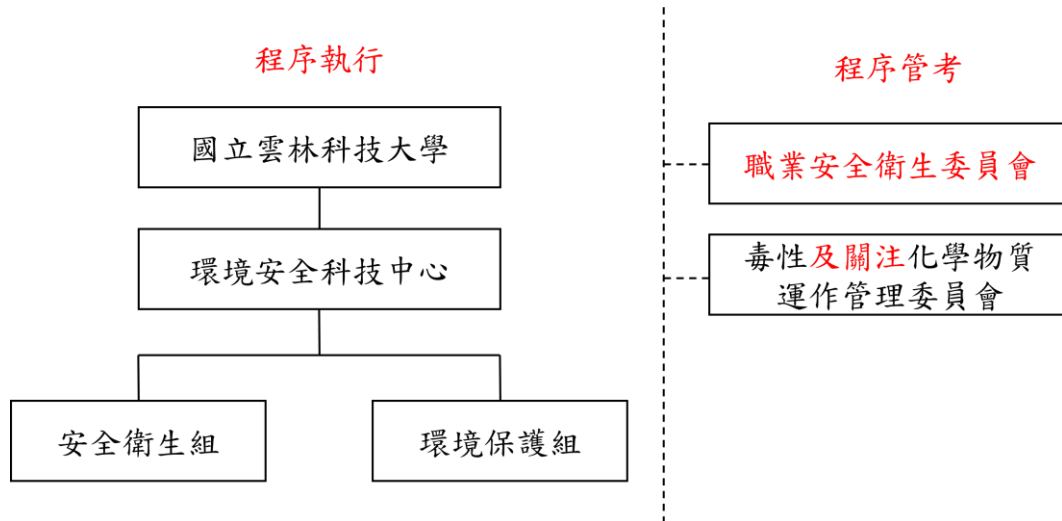 程序執行
國立雲林科技大學
環境安全科技中心
安全衛生組
環境保護組
程序管考
職業安全衛生委員會
毒性及關注化學物質
運作管理委員會